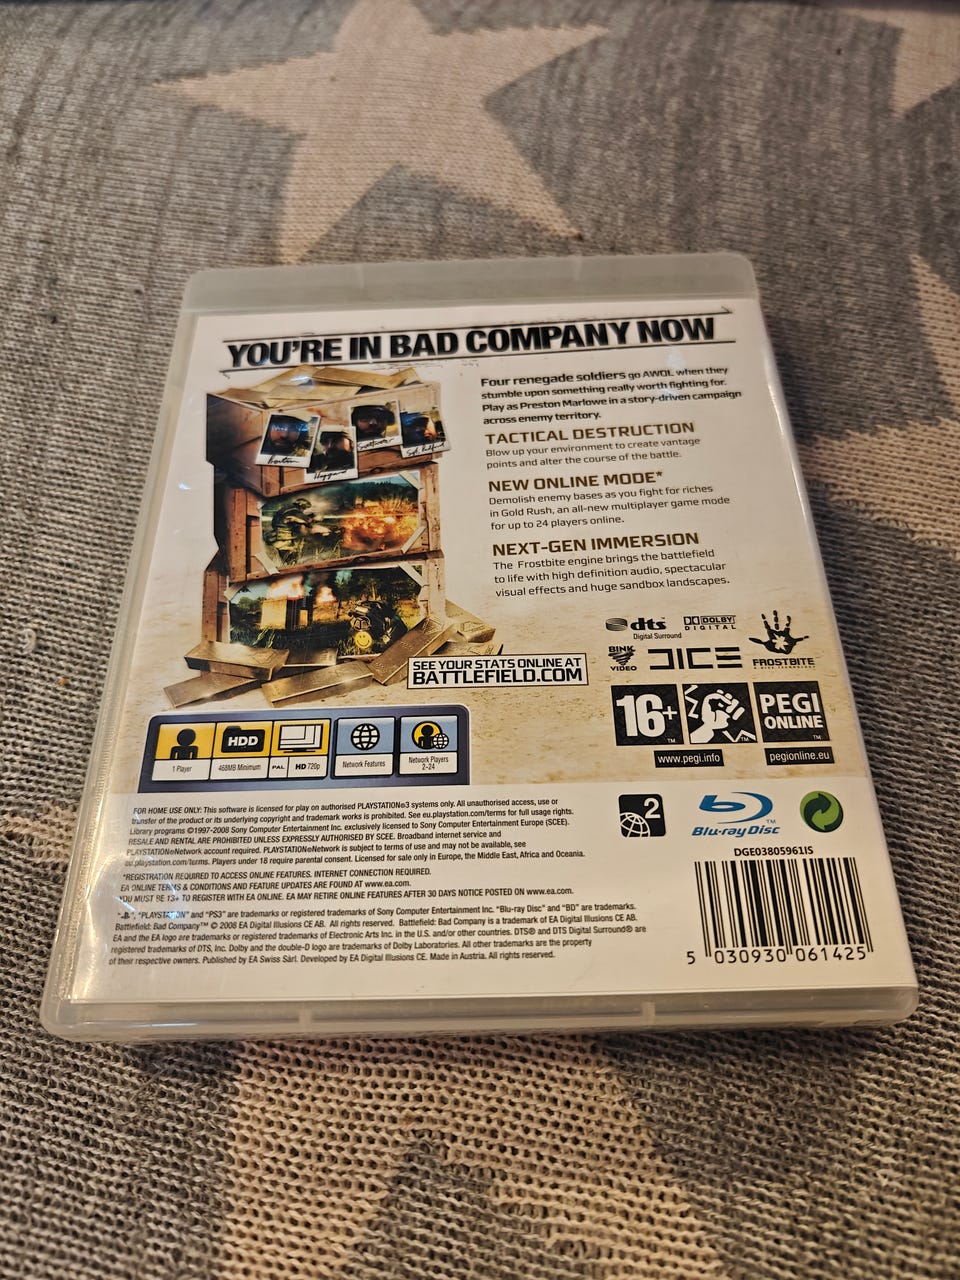 YOU'RE IN BAD COMPANY NOW
Four renegade soldiers go AWOL when they
stumble upon something really worth fighting for.
Play as Preston Marlowe in a story-driven campaign
across enemy territory.
TACTICAL DESTRUCTION
Blow up your environment to create vantage
points and alter the course of the battle.
NEW ONLINE MODE*
Demolish enemy bases as you fight for riches
in Gold Rush, an all-new multiplayer game mode
for up to 24 players online.
NEXT-GEN IMMERSION
The Frostbite engine brings the battlefield
to life with high definition audio, spectacular
visual effects and huge sandbox landscapes.
Haggard
Sweetwater
SEE YOUR STATS ONLINE AT
BATTLEFIELD.COM
dts
Digital Surround
DOLBY
DIGITAL
BINK
VIDEO
DICE
FROSTBITE
16+ ™
™
PEGI
ONLINE
™
www.pegi.info
pegionline.eu
1 Player
HDD
468MB Minimum
PAL
HD 720p
Network Features
Network Players
2-24
FOR HOME USE ONLY: This software is licensed for play on authorised PLAYSTATION®3 systems only. All unauthorised access, use or
transfer of the product or its underlying copyright and trademark works is prohibited. See eu.playstation.com/terms for full usage rights.
Library programs ©1997-2008 Sony Computer Entertainment Inc. exclusively licensed to Sony Computer Entertainment Europe (SCEE).
RESALE AND RENTAL ARE PROHIBITED UNLESS EXPRESSLY AUTHORISED BY SCEE. Broadband internet service and
PLAYSTATION®Network account required. PLAYSTATION®Network is subject to terms of use and may not be available, see
eu.playstation.com/terms. Players under 18 require parental consent. Licensed for sale only in Europe, the Middle East, Africa and Oceania.
*REGISTRATION REQUIRED TO ACCESS ONLINE FEATURES. INTERNET CONNECTION REQUIRED.
EA ONLINE TERMS & CONDITIONS AND FEATURE UPDATES ARE FOUND AT www.ea.com.
YOU MUST BE 13+ TO REGISTER WITH EA ONLINE. EA MAY RETIRE ONLINE FEATURES AFTER 30 DAYS NOTICE POSTED ON www.ea.com.
"PLAYSTATION" and "PS3" are trademarks or registered trademarks of Sony Computer Entertainment Inc. "Blu-ray Disc" and "BD" are trademarks.
Battlefield: Bad Company™ © 2008 EA Digital Illusions CE AB. All rights reserved. Battlefield: Bad Company is a trademark of EA Digital Illusions CE AB.
EA and the EA logo are trademarks or registered trademarks of Electronic Arts Inc. in the U.S. and/or other countries. DTS® and DTS Digital Surround® are
registered trademarks of DTS, Inc. Dolby and the double-D logo are trademarks of Dolby Laboratories. All other trademarks are the property
of their respective owners. Published by EA Swiss Sàrl. Developed by EA Digital Illusions CE. Made in Austria. All rights reserved.
2
Blu-ray Disc ™
DGE03805961IS
5 030930 061425